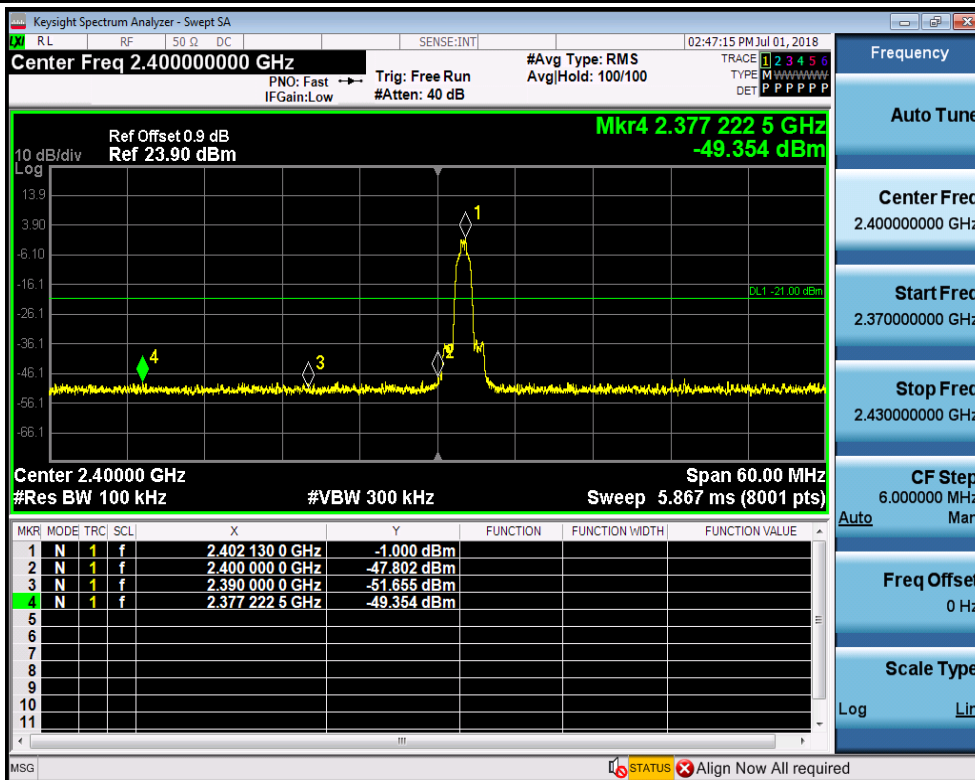 Keysight Spectrum Analyzer - Swept SA
LXI RL RF 50 Ω DC SENSE:INT 02:47:15 PM Jul 01, 2018
Center Freq 2.400000000 GHz
PNO: Fast
IFGain:Low
Trig: Free Run
#Atten: 40 dB
#Avg Type: RMS
Avg|Hold: 100/100
TRACE 1 2 3 4 5 6
TYPE M W W W W W
DET P P P P P P
Ref Offset 0.9 dB
10 dB/div Ref 23.90 dBm
Log
Mkr4 2.377 222 5 GHz
-49.354 dBm
13.9
3.90
-6.10
-16.1
-26.1
-36.1
-46.1
-56.1
-66.1
1
DL1 -21.00 dBm
2
3
4
Center 2.40000 GHz Span 60.00 MHz
#Res BW 100 kHz #VBW 300 kHz Sweep 5.867 ms (8001 pts)
MKR MODE TRC SCL X Y FUNCTION FUNCTION WIDTH FUNCTION VALUE
1 N 1 f 2.402 130 0 GHz -1.000 dBm
2 N 1 f 2.400 000 0 GHz -47.802 dBm
3 N 1 f 2.390 000 0 GHz -51.655 dBm
4 N 1 f 2.377 222 5 GHz -49.354 dBm
5
6
7
8
9
10
11
MSG STATUS Align Now All required
Frequency
Auto Tune
Center Freq
2.400000000 GHz
Start Freq
2.370000000 GHz
Stop Freq
2.430000000 GHz
CF Step
6.000000 MHz
Auto Man
Freq Offset
0 Hz
Scale Type
Log Lin